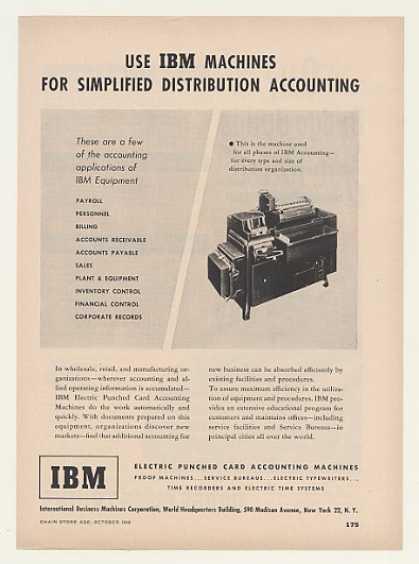 USE IBM MACHINES
FOR SIMPLIFIED DISTRIBUTION ACCOUNTING
These are a few
of the accounting
applications of
IBM Equipment
PAYROLL
PERSONNEL
BILLING
ACCOUNTS RECEIVABLE
ACCOUNTS PAYABLE
SALES
PLANT & EQUIPMENT
INVENTORY CONTROL
FINANCIAL CONTROL
CORPORATE RECORDS
● This is the machine used
for all phases of IBM Accounting—
for every type and size of
distribution organization.
In wholesale, retail, and manufacturing or-
ganizations—wherever accounting and al-
lied operating information is accumulated—
IBM Electric Punched Card Accounting
Machines do the work automatically and
quickly. With documents prepared on this
equipment, organizations discover new
markets—find that additional accounting for
new business can be absorbed efficiently by
existing facilities and procedures.
To assure maximum efficiency in the utiliza-
tion of equipment and procedures, IBM pro-
vides an extensive educational program for
customers and maintains offices—including
service facilities and Service Bureaus—in
principal cities all over the world.
IBM
ELECTRIC PUNCHED CARD ACCOUNTING MACHINES
PROOF MACHINES...SERVICE BUREAUS...ELECTRIC TYPEWRITERS...
TIME RECORDERS AND ELECTRIC TIME SYSTEMS
International Business Machines Corporation, World Headquarters Building, 590 Madison Avenue, New York 22, N. Y.
CHAIN STORE AGE, OCTOBER
175